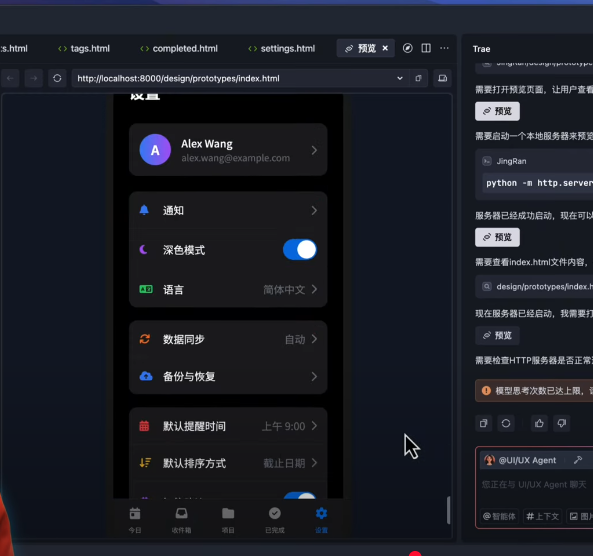 s.html
tags.html
completed.html
settings.html
预览
Trae
http://localhost:8000/design/prototypes/index.html
设置
A
Alex Wang
alex.wang@example.com
通知
深色模式
语言
简体中文
数据同步
自动
备份与恢复
默认提醒时间
上午 9:00
默认排序方式
截止日期
今日
收件箱
项目
已完成
设置
需要打开预览页面，让用户查看
预览
需要启动一个本地服务器来预览
JingRan
python -m http.server
服务器已经成功启动，现在可以
预览
需要查看index.html文件内容，
design/prototypes/index.h
现在服务器已经启动，我需要打
预览
需要检查HTTP服务器是否正常
模型思考次数已达上限，
@UI/UX Agent
您正在与 UI/UX Agent 聊天
@智能体
#上下文
图